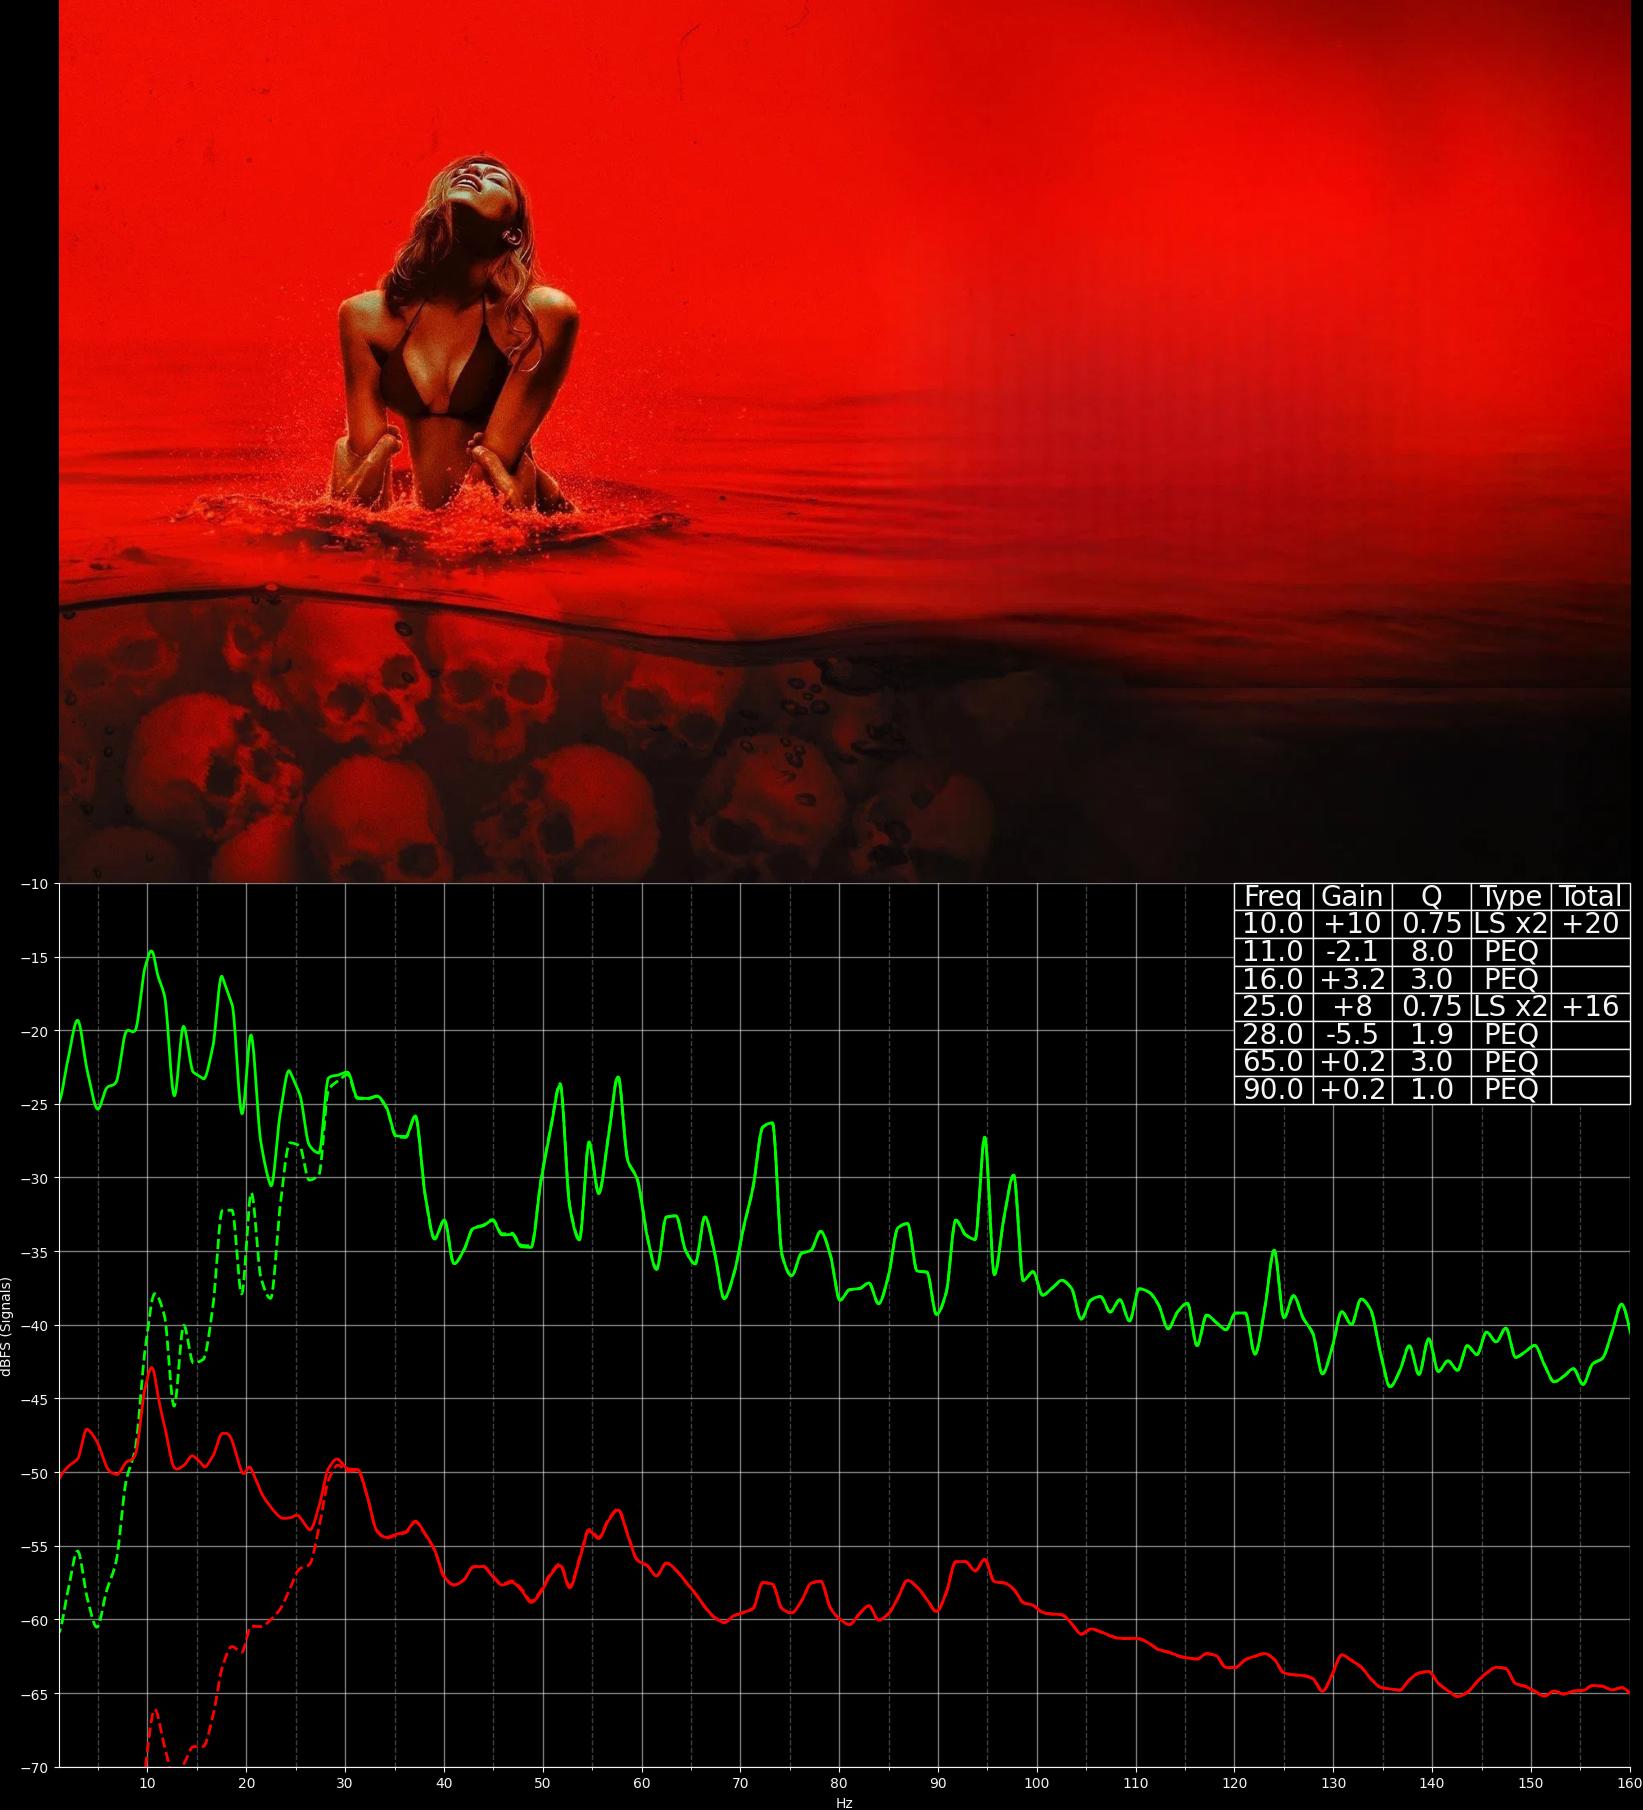 Freq Gain Q Type Total
10.0 +10 0.75 LS x2 +20
11.0 -2.1 8.0 PEQ
16.0 +3.2 3.0 PEQ
25.0 +8 0.75 LS x2 +16
28.0 -5.5 1.9 PEQ
65.0 +0.2 3.0 PEQ
90.0 +0.2 1.0 PEQ
−10
−15
−20
−25
−30
−35
−40
−45
−50
−55
−60
−65
−70
dBFS (Signals)
10 20 30 40 50 60 70 80 90 100 110 120 130 140 150 160
Hz